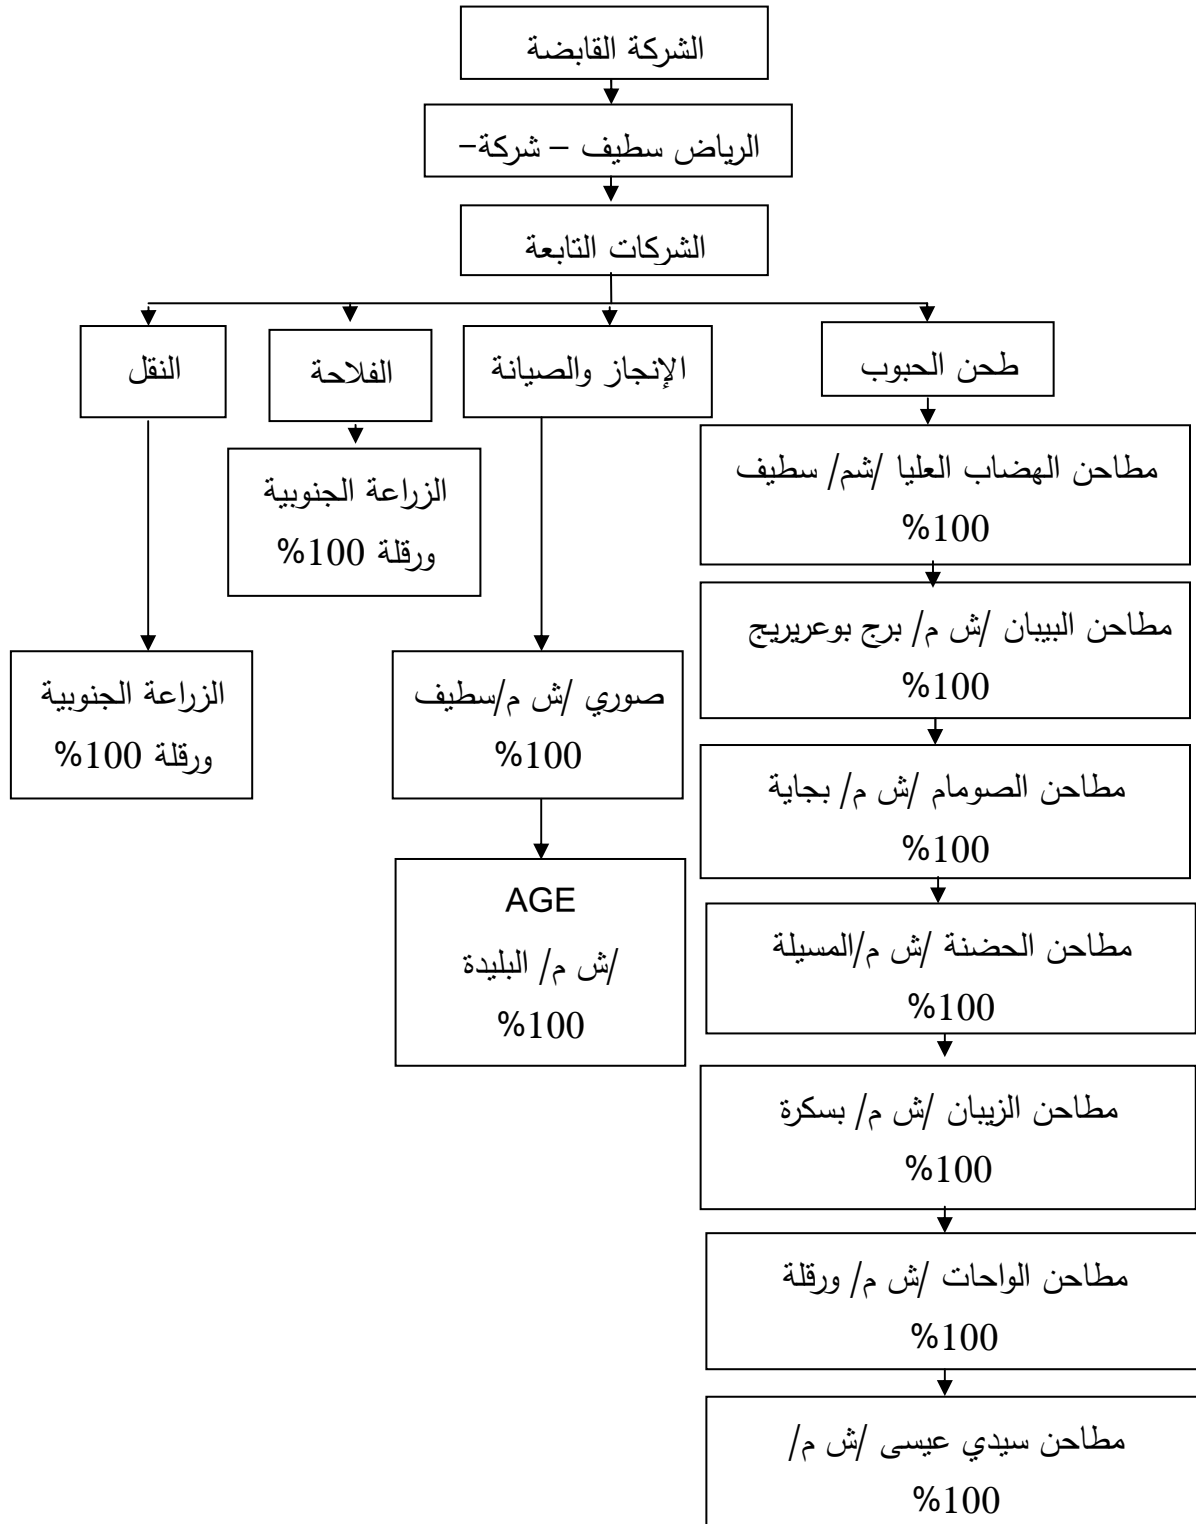 الشركة القابضة
الرياض سطيف – شركة-
الشركات التابعة
طحن الحبوب
الإنجاز والصيانة
الفلاحة
النقل
مطاحن الهضاب العليا /شم/ سطيف
%100
الزراعة الجنوبية
ورقلة 100%
مطاحن البيبان /ش م/ برج بوعريريج
%100
صوري /ش م/سطيف
%100
الزراعة الجنوبية
ورقلة 100%
مطاحن الصومام /ش م/ بجاية
%100
AGE
/ش م/ البليدة
%100
مطاحن الحضنة /ش م/المسيلة
%100
مطاحن الزيبان /ش م/ بسكرة
%100
مطاحن الواحات /ش م/ ورقلة
%100
مطاحن سيدي عيسى /ش م/
%100